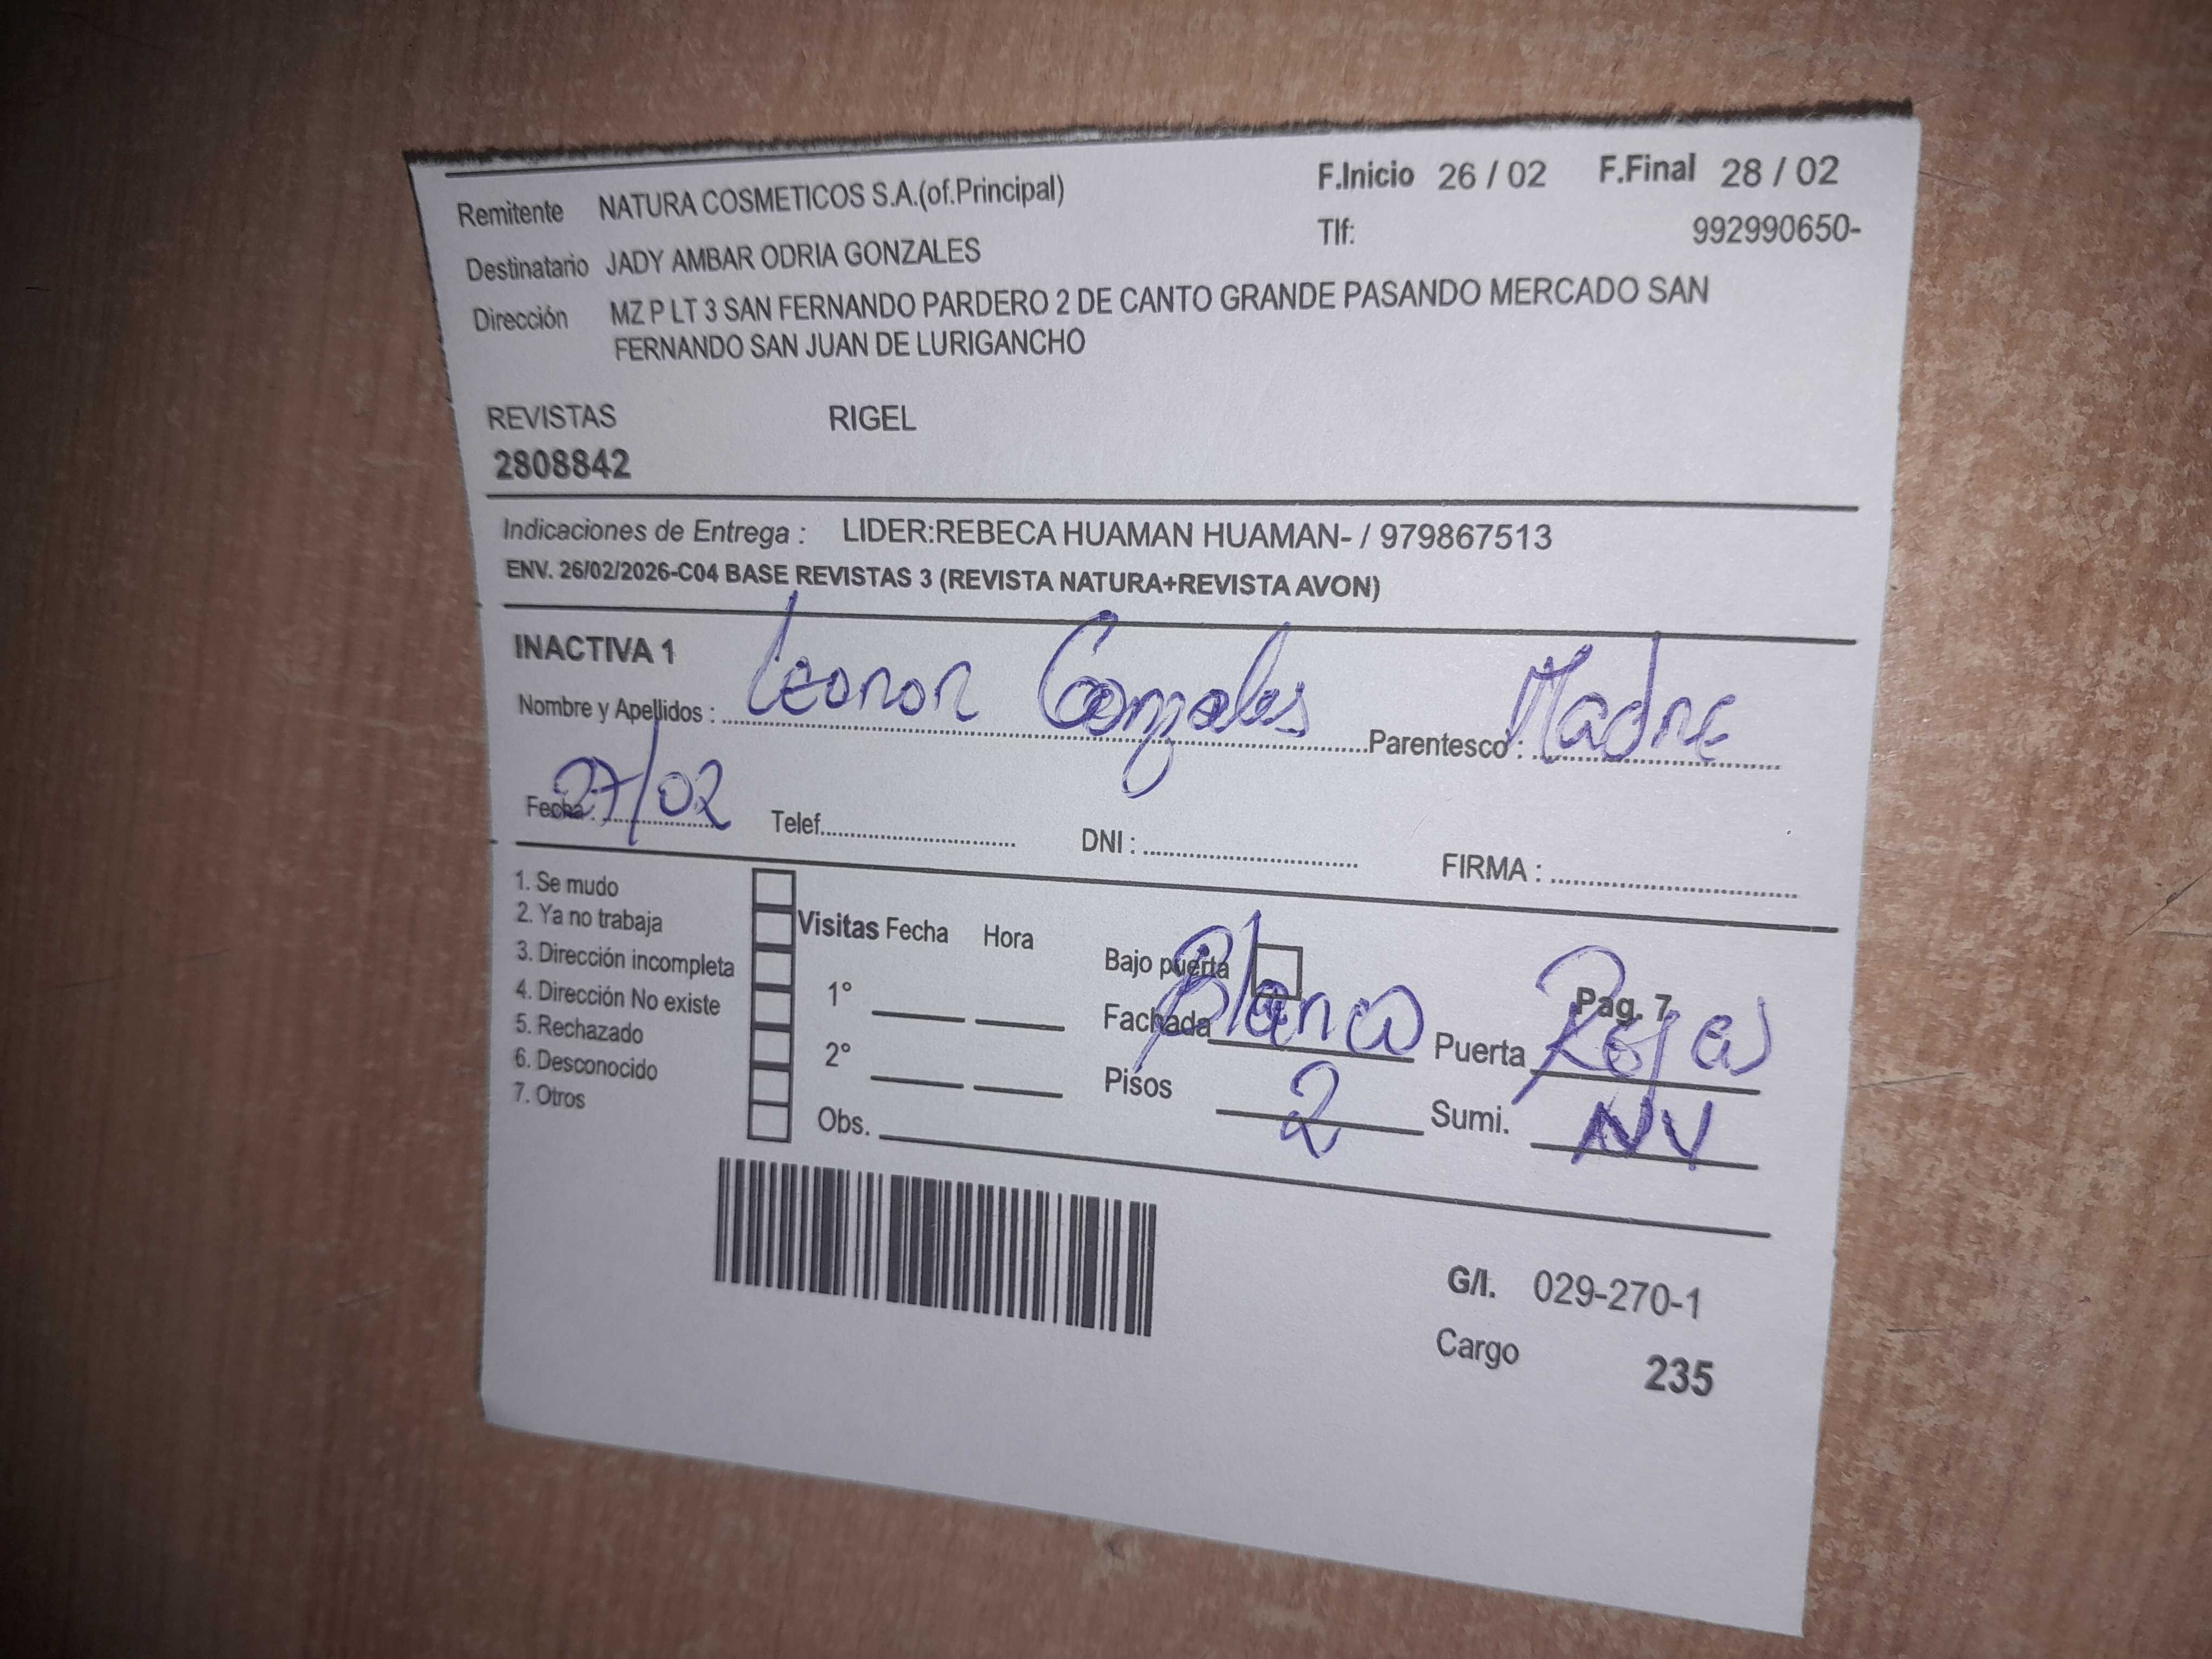 Remitente NATURA COSMETICOS S.A.(of.Principal) F.Inicio 26 / 02 F.Final 28 / 02
Destinatario JADY AMBAR ODRIA GONZALES Tlf: 992990650-
Dirección MZ P LT 3 SAN FERNANDO PARDERO 2 DE CANTO GRANDE PASANDO MERCADO SAN
FERNANDO SAN JUAN DE LURIGANCHO
REVISTAS RIGEL
2808842
Indicaciones de Entrega : LIDER:REBECA HUAMAN HUAMAN- / 979867513
ENV. 26/02/2026-C04 BASE REVISTAS 3 (REVISTA NATURA+REVISTA AVON)
INACTIVA 1
Nombre y Apellidos : Leonor Gonzales Parentesco : Madre
Fecha : 27/02 Telef. DNI : FIRMA :
1. Se mudo
2. Ya no trabaja
3. Dirección incompleta
4. Dirección No existe
5. Rechazado
6. Desconocido
7. Otros
Visitas Fecha Hora
1°
2°
Obs.
Bajo puerta Pag. 7
Fachada Blanco Puerta Rejas
Pisos 2 Sumi. NV
G/I. 029-270-1
Cargo 235